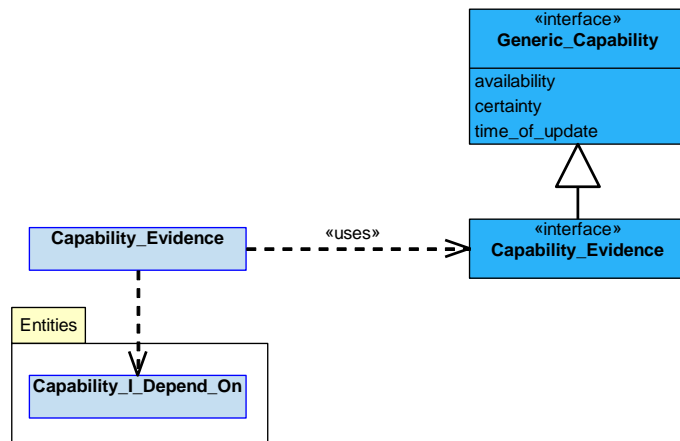 «interface»
Generic_Capability
availability
certainty
time_of_update
Capability_Evidence
«uses»
«interface»
Capability_Evidence
Entities
Capability_I_Depend_On